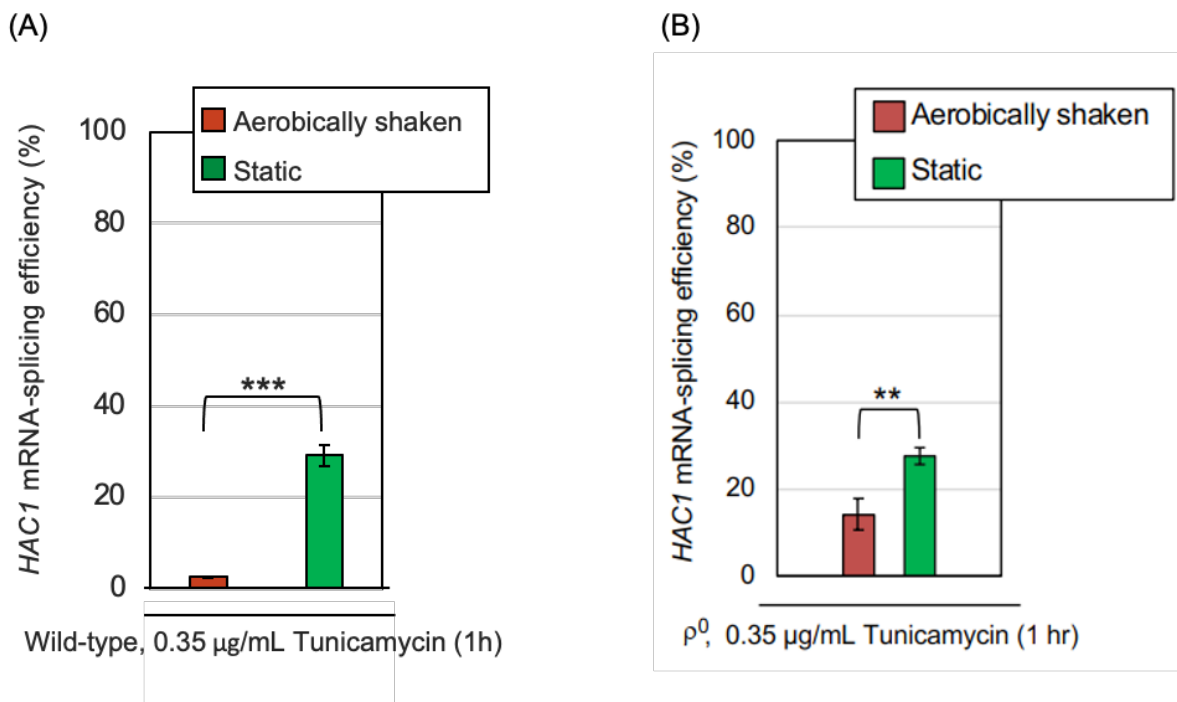 (A)
HAC1 mRNA-splicing efficiency (%)
100
80
60
40
20
0
Aerobically shaken
Static
***
Wild-type, 0.35 µg/mL Tunicamycin (1h)
(B)
HAC1 mRNA-splicing efficiency (%)
100
80
60
40
20
0
Aerobically shaken
Static
**
ρ⁰, 0.35 µg/mL Tunicamycin (1 hr)